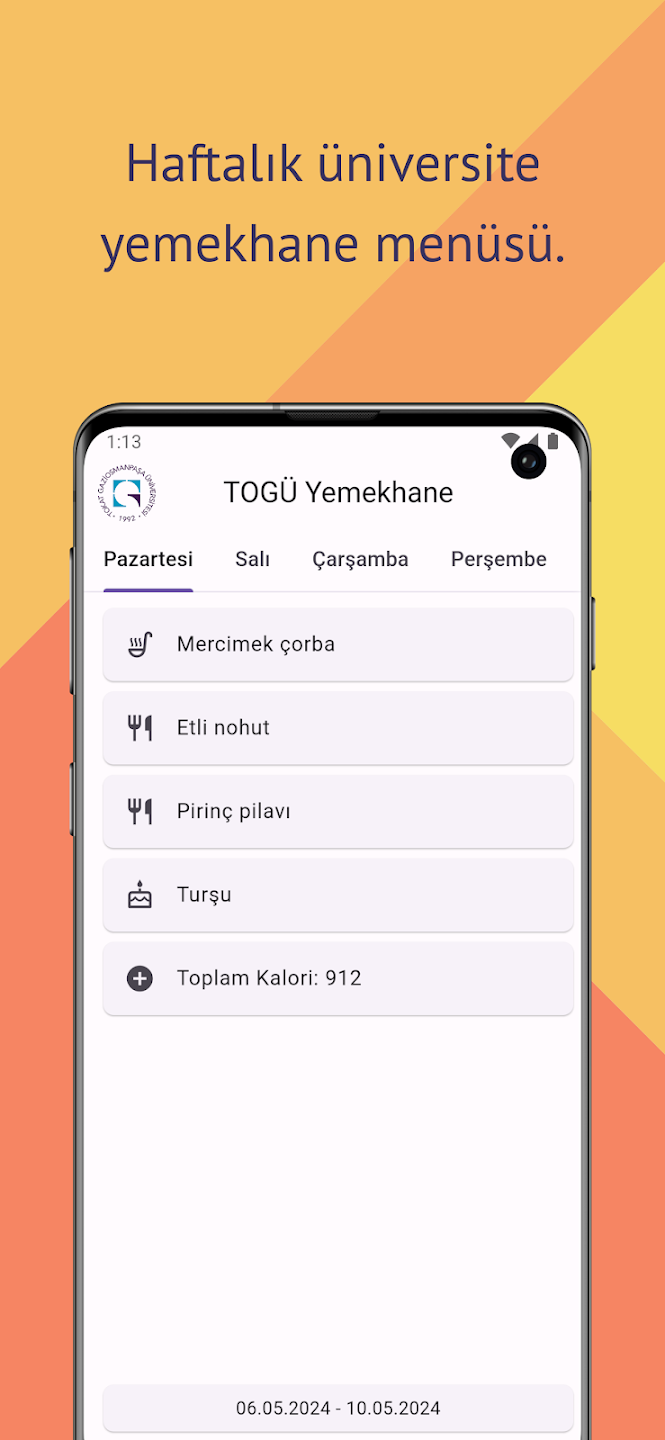 Haftalık üniversite
yemekhane menüsü.
1:13
TOKAT GAZİOSMANPAŞA ÜNİVERSİTESİ
1992
TOGÜ Yemekhane
Pazartesi Salı Çarşamba Perşembe
Mercimek çorba
Etli nohut
Pirinç pilavı
Turşu
Toplam Kalori: 912
06.05.2024 - 10.05.2024